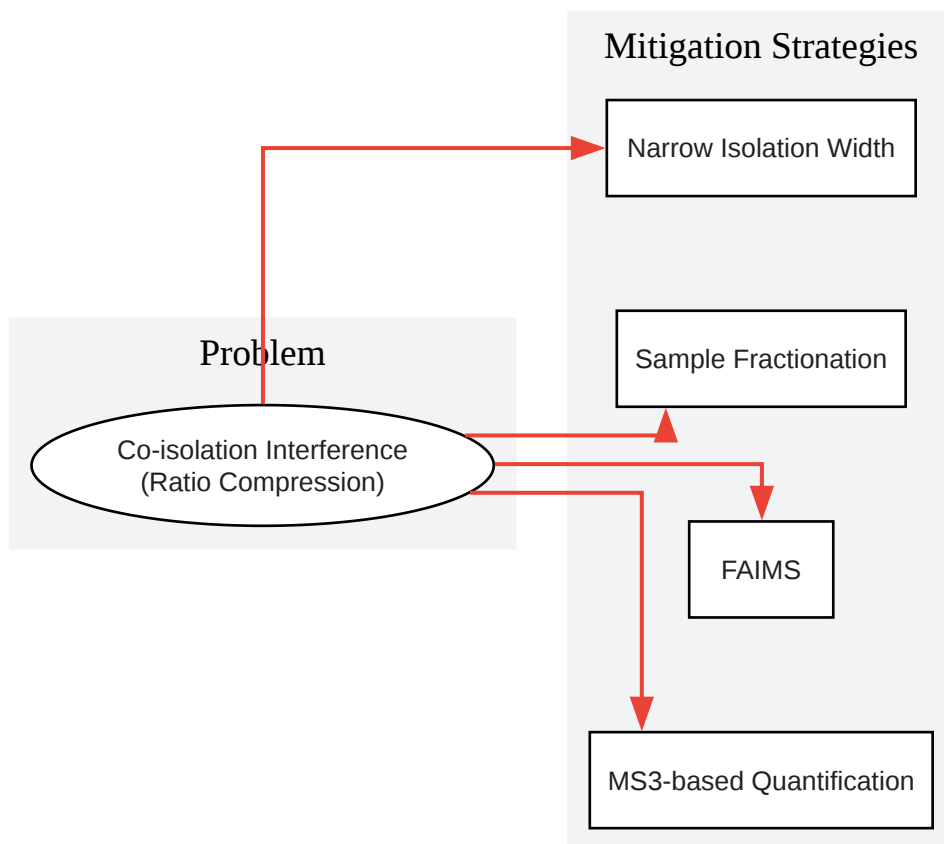 Mitigation Strategies
Narrow Isolation Width
Sample Fractionation
Problem
Co-isolation Interference
(Ratio Compression)
FAIMS
MS3-based Quantification